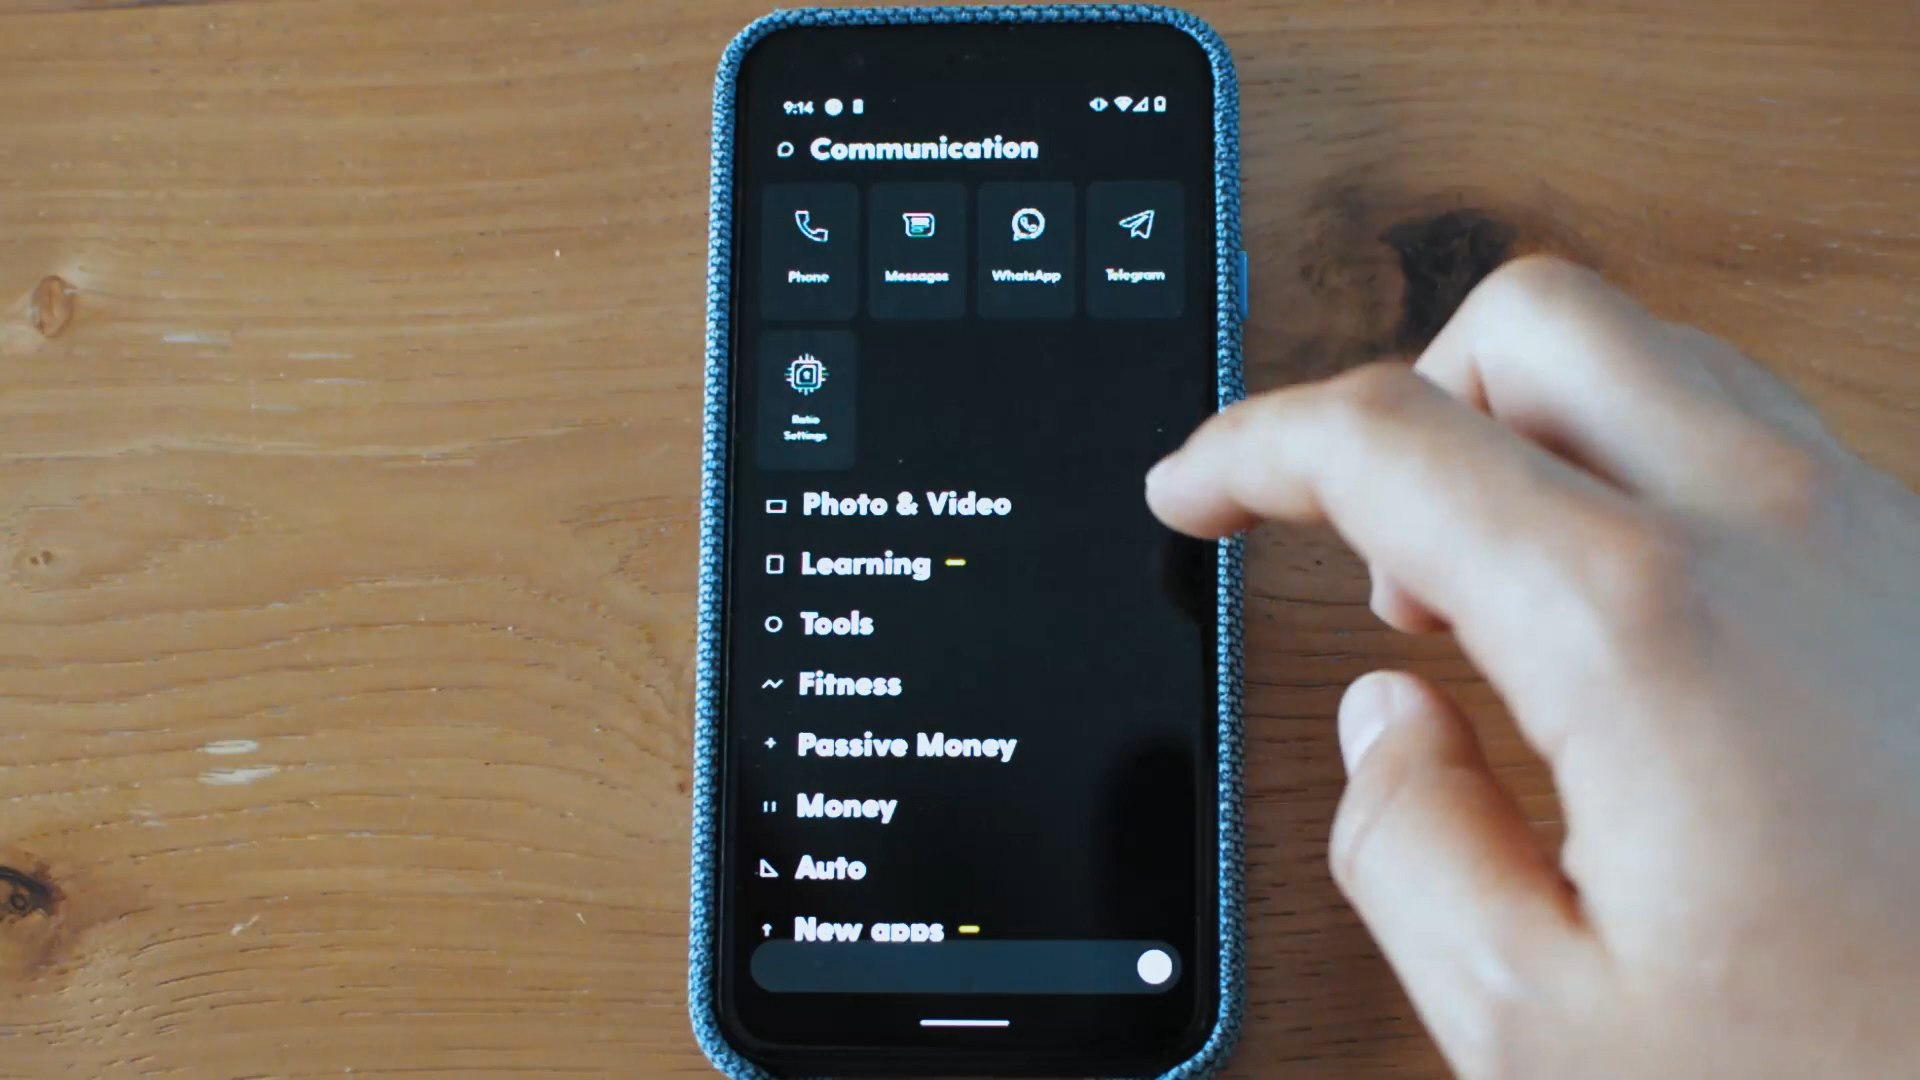 9:14
Communication
Phone Messages WhatsApp Telegram
Ratio
Settings
Photo & Video
Learning
Tools
Fitness
Passive Money
Money
Auto
New apps